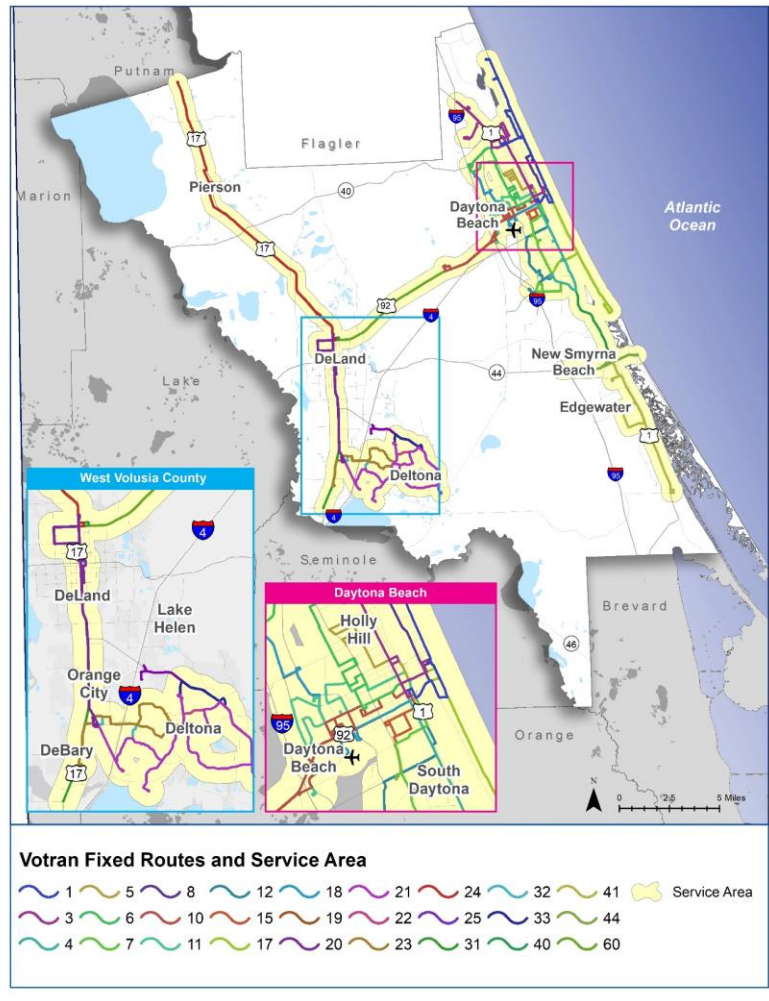 Putnam
95
1
17
Flagler
Marion
Pierson
40
Daytona
Beach
Atlantic
Ocean
17
92
95
4
DeLand
New Smyrna
Beach
44
Lake
Edgewater
1
Deltona
95
4
Seminole
West Volusia County
17
4
DeLand
Lake
Helen
Orange
City
4
Deltona
DeBary
17
Daytona Beach
Holly
Hill
1
95
92
Daytona
Beach
South
Daytona
Brevard
46
Orange
N
0 2.5 5 Miles
Votran Fixed Routes and Service Area
1 5 8 12 18 21 24 32 41 Service Area
3 6 10 15 19 22 25 33 44
4 7 11 17 20 23 31 40 60